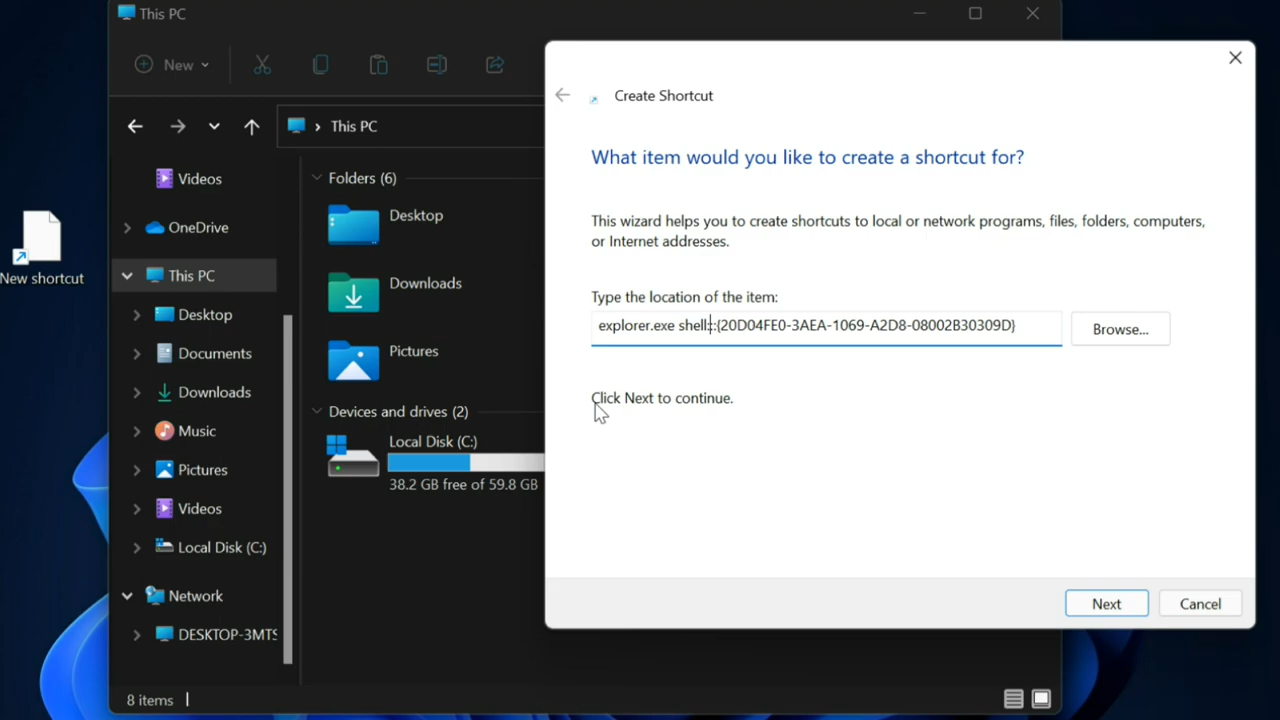 This PC
New
This PC
Videos
OneDrive
This PC
Desktop
Documents
Downloads
Music
Pictures
Videos
Local Disk (C:)
Network
DESKTOP-3MTS
8 items
New shortcut
Folders (6)
Desktop
Downloads
Pictures
Devices and drives (2)
Local Disk (C:)
38.2 GB free of 59.8 GB
Create Shortcut
What item would you like to create a shortcut for?
This wizard helps you to create shortcuts to local or network programs, files, folders, computers,
or Internet addresses.
Type the location of the item:
explorer.exe shell:::{20D04FE0-3AEA-1069-A2D8-08002B30309D}
Browse...
Click Next to continue.
Next
Cancel